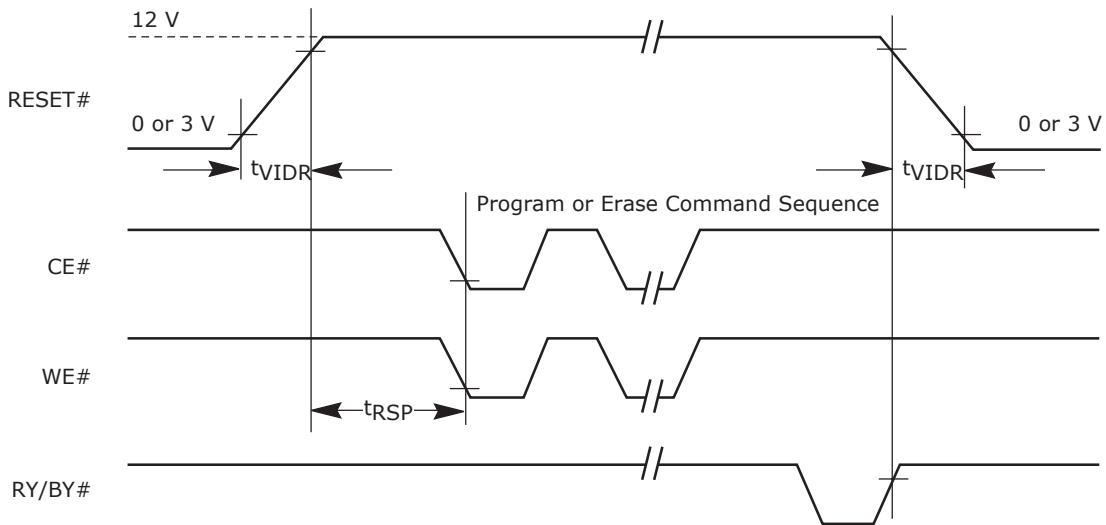 12 V
RESET#
0 or 3 V
0 or 3 V
tVIDR
tVIDR
Program or Erase Command Sequence
CE#
WE#
tRSP
RY/BY#